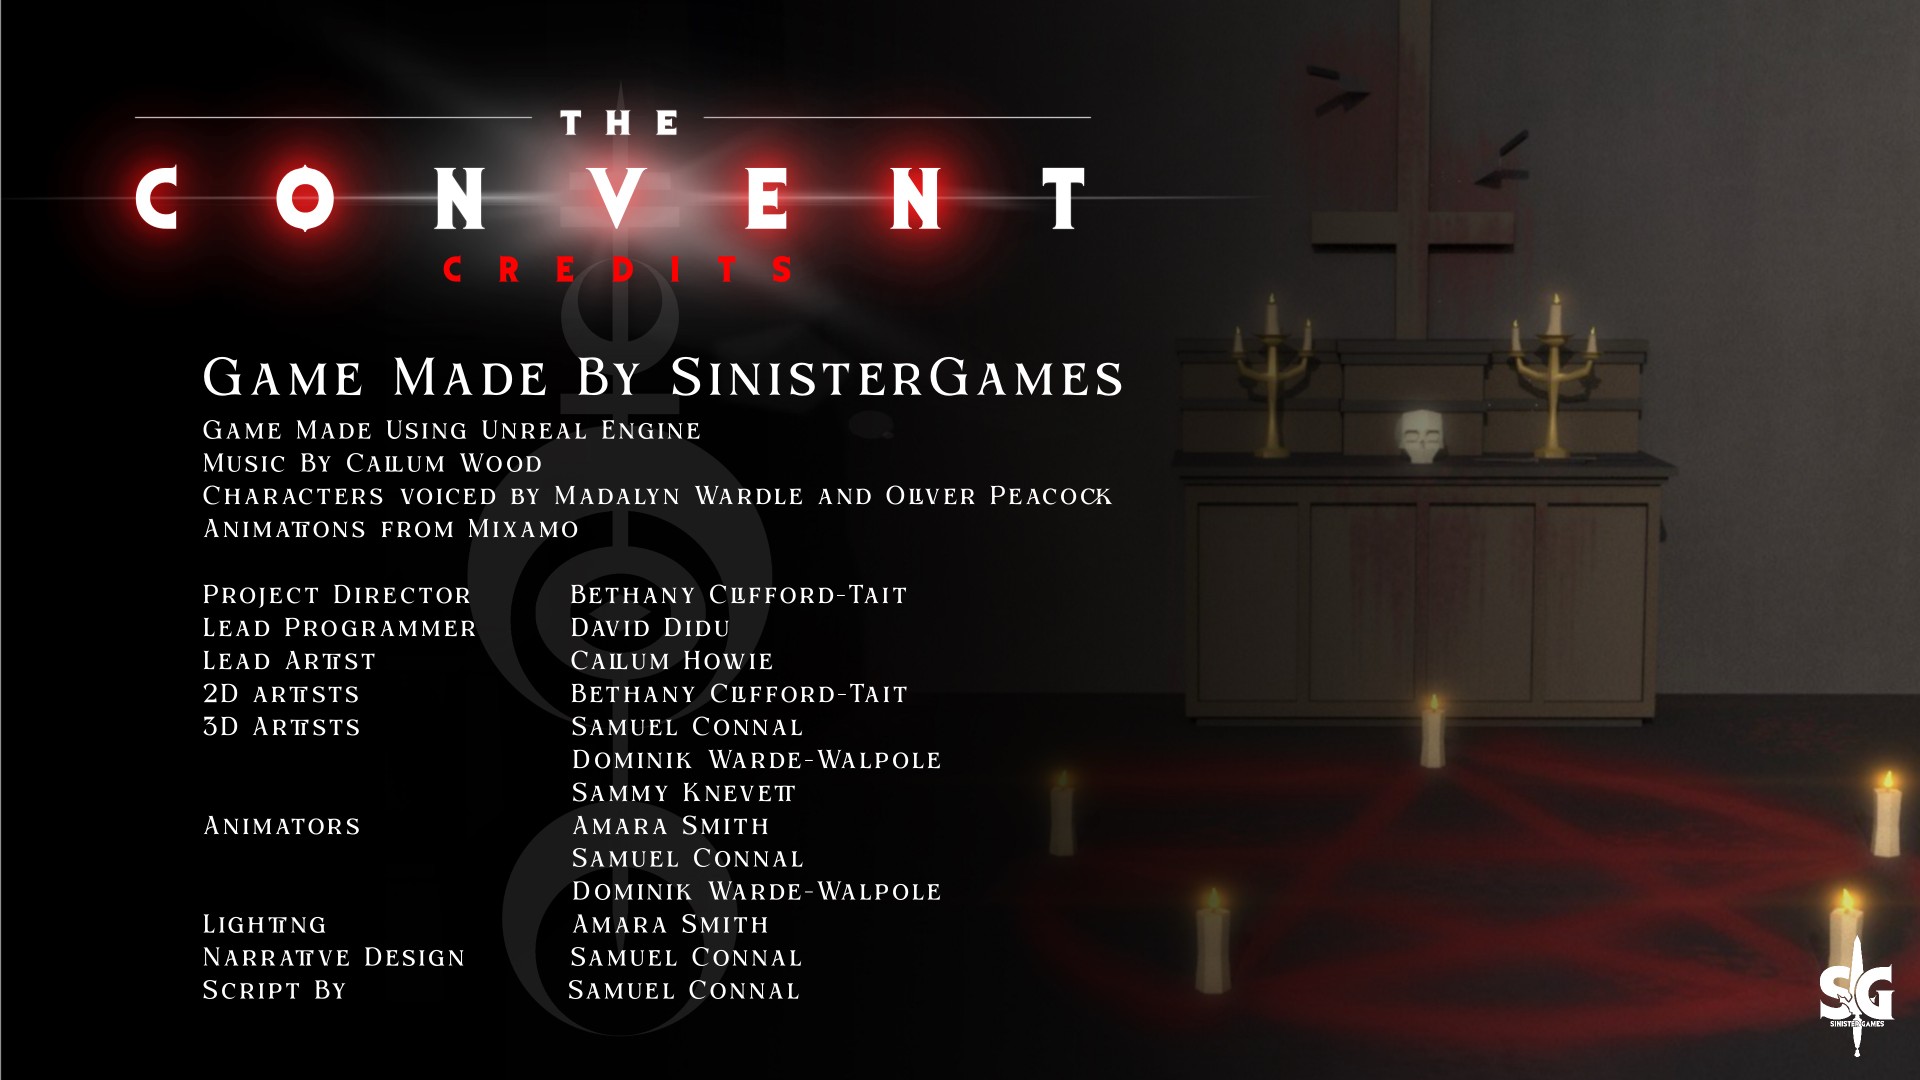 THE
CONVENT
CREDITS
Game Made By SinisterGames
Game Made Using Unreal Engine
Music By Callum Wood
Characters voiced by Madalyn Wardle and Oliver Peacock
Animations from Mixamo
Project Director Bethany Clifford-Tait
Lead Programmer David Didu
Lead Artist Callum Howie
2D artists Bethany Clifford-Tait
3D Artists Samuel Connal
Dominik Warde-Walpole
Sammy Knevett
Animators Amara Smith
Samuel Connal
Dominik Warde-Walpole
Lighting Amara Smith
Narrative Design Samuel Connal
Script By Samuel Connal
SG
SINISTERGAMES